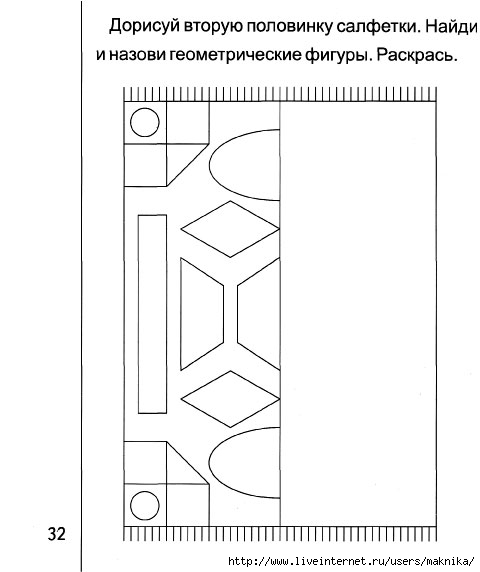 Дорисуй вторую половинку салфетки. Найди
и назови геометрические фигуры. Раскрась.
32
http://www.liveinternet.ru/users/maknika/